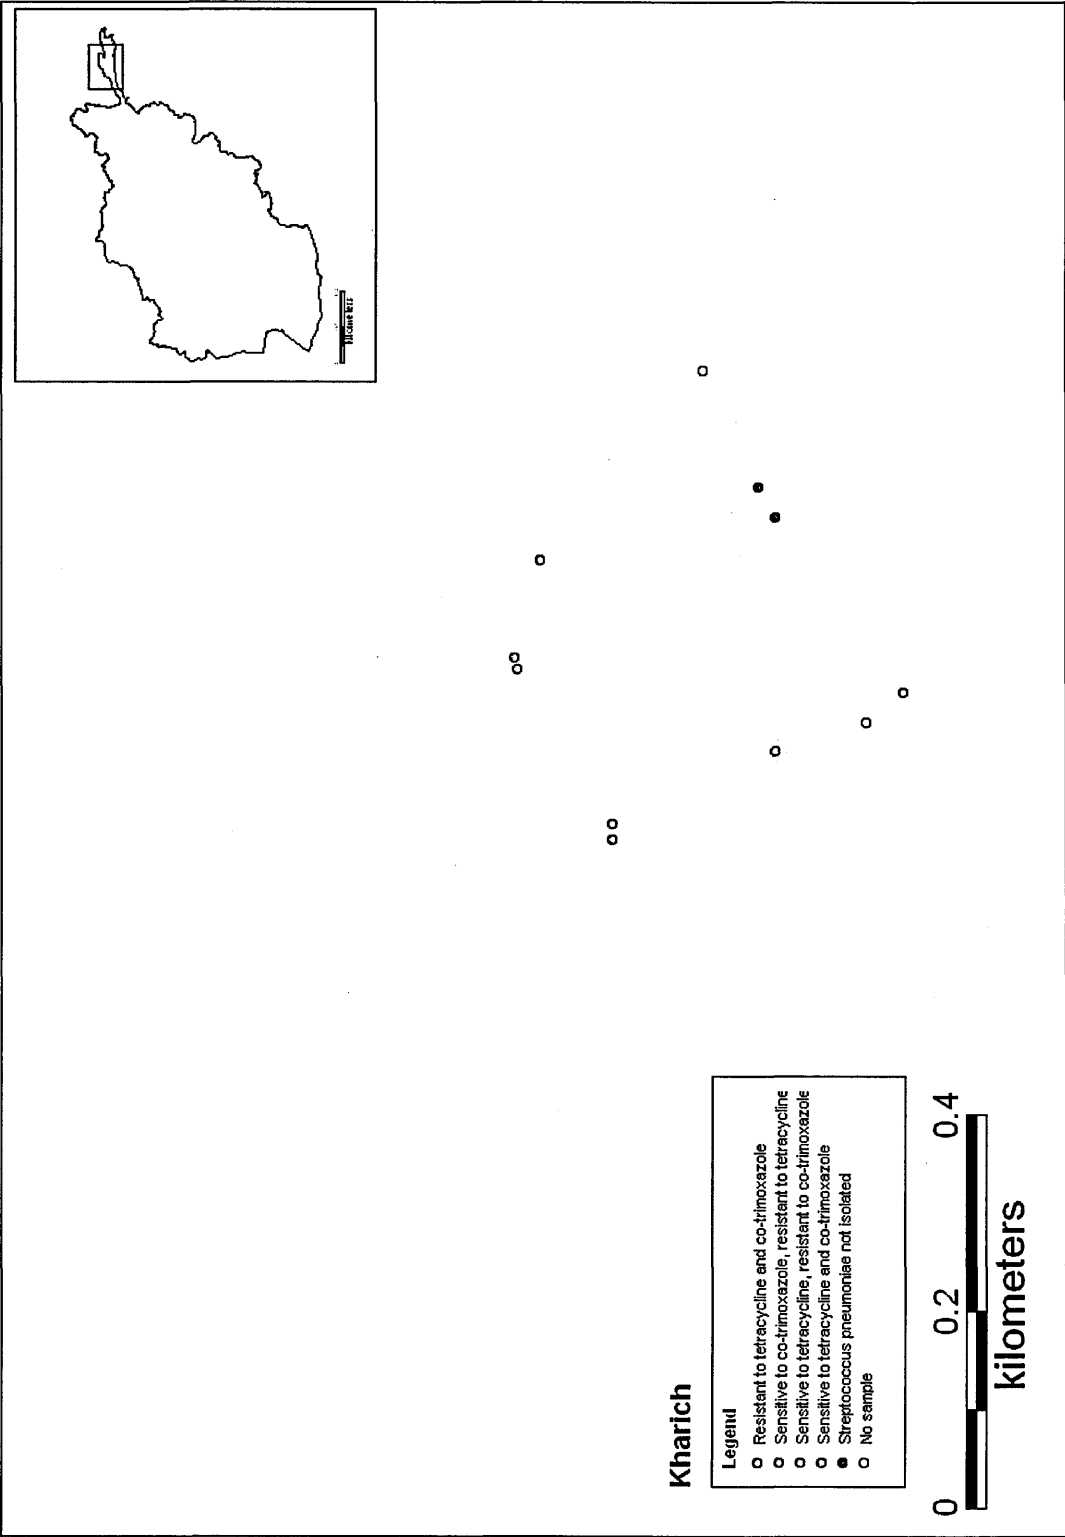 kilometers
Kharich
Legend
Resistant to tetracycline and co-trimoxazole
Sensitive to co-trimoxazole, resistant to tetracycline
Sensitive to tetracycline, resistant to co-trimoxazole
Sensitive to tetracycline and co-trimoxazole
Streptococcus pneumoniae not isolated
No sample
0 0.2 0.4
kilometers